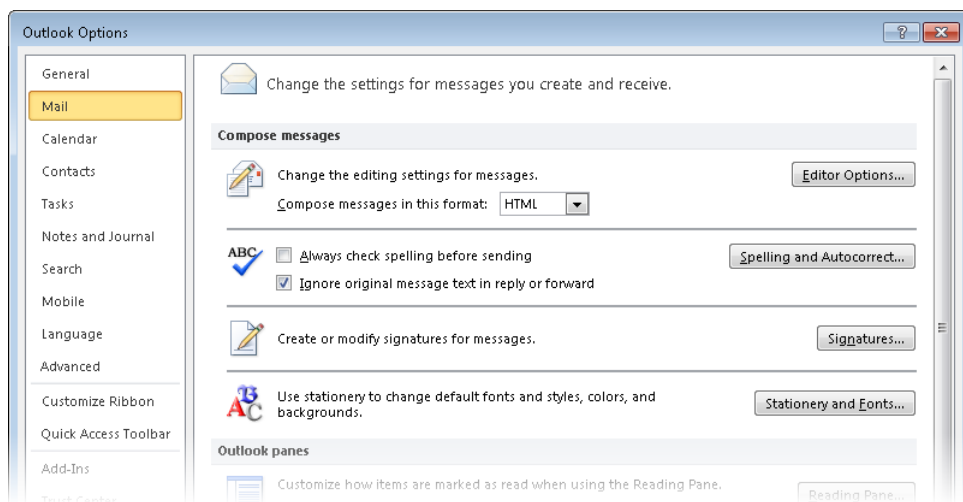 Outlook Options
General
Mail
Calendar
Contacts
Tasks
Notes and Journal
Search
Mobile
Language
Advanced
Customize Ribbon
Quick Access Toolbar
Add-Ins
Trust Center
Change the settings for messages you create and receive.
Compose messages
Change the editing settings for messages.
Editor Options...
Compose messages in this format: HTML
ABC
Always check spelling before sending
Spelling and Autocorrect...
Ignore original message text in reply or forward
Create or modify signatures for messages.
Signatures...
Use stationery to change default fonts and styles, colors, and
backgrounds.
Stationery and Fonts...
Outlook panes
Customize how items are marked as read when using the Reading Pane.
Reading Pane...